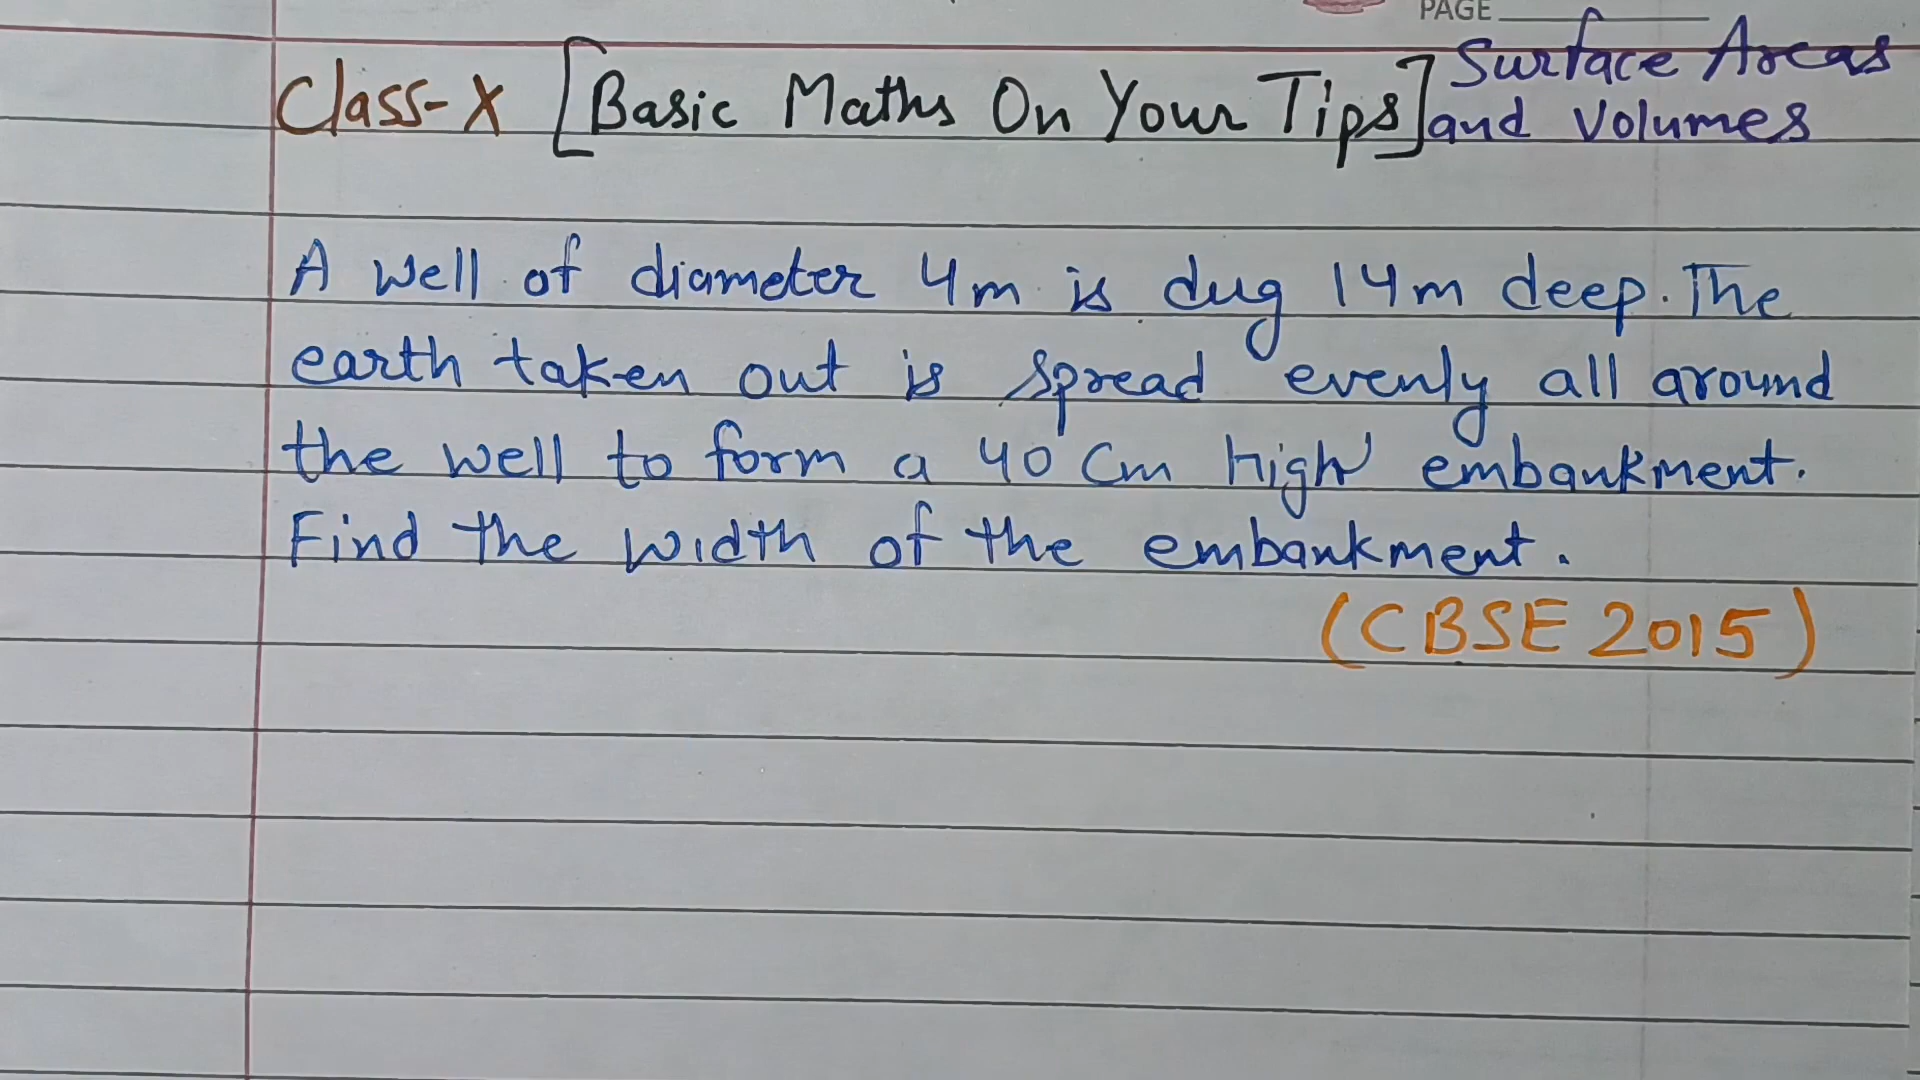 PAGE
Class-X [Basic Maths On Your Tips] Surface Areas and Volumes
A well of diameter 4m is dug 14m deep. The
earth taken out is spread evenly all around
the well to form a 40 cm high embankment.
Find the width of the embankment.
(CBSE 2015)